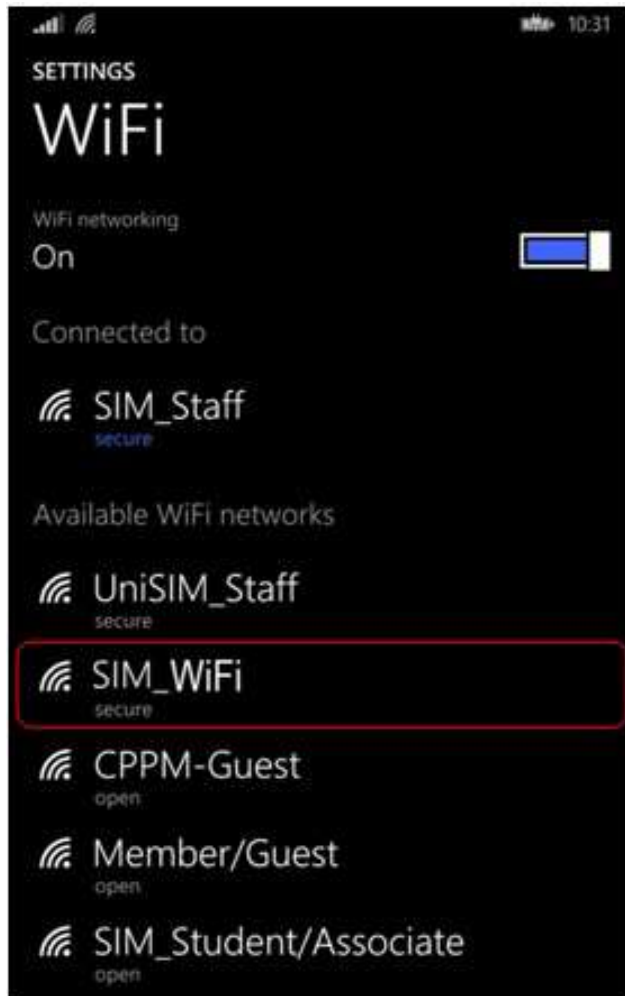 10:31
SETTINGS
WiFi
WiFi networking
On
Connected to
SIM_Staff
secure
Available WiFi networks
UniSIM_Staff
secure
SIM_WiFi
secure
CPPM-Guest
open
Member/Guest
open
SIM_Student/Associate
open